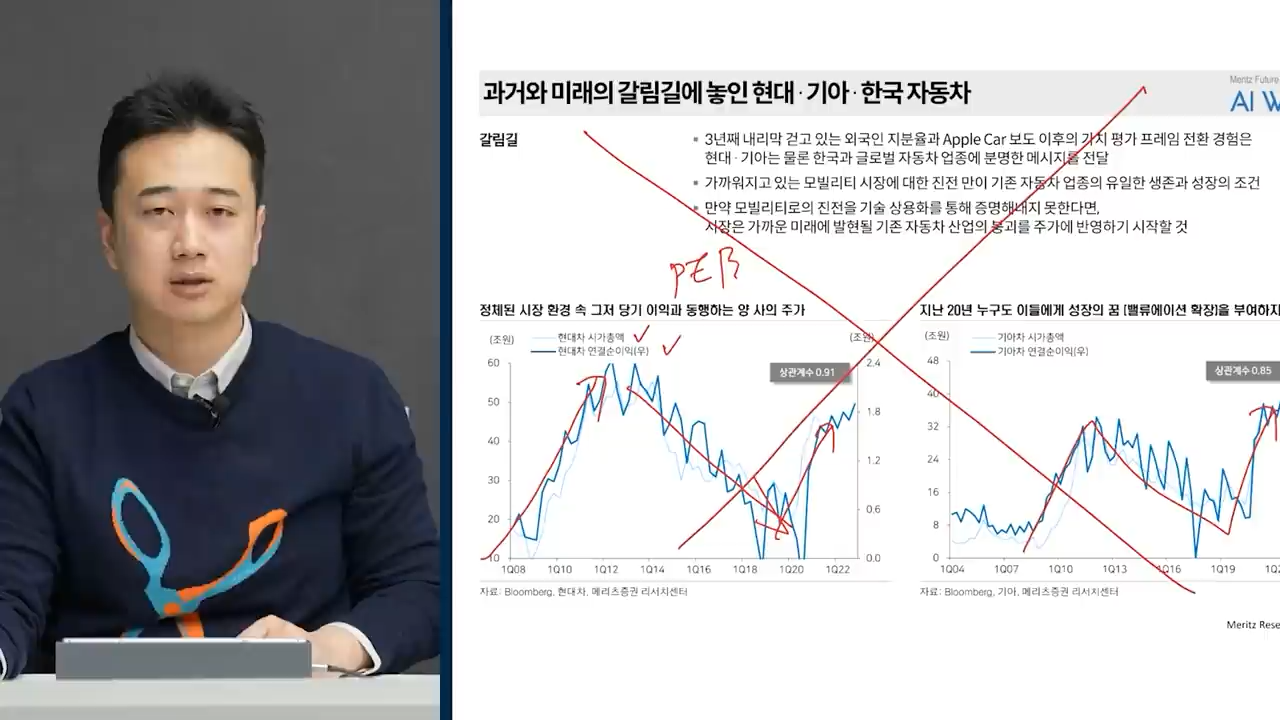 Meritz Future
과거와 미래의 갈림길에 놓인 현대·기아·한국 자동차
AI W
갈림길
▪ 3년째 내리막 걷고 있는 외국인 지분율과 Apple Car 보도 이후의 가치 평가 프레임 전환 경험은
현대·기아는 물론 한국과 글로벌 자동차 업종에 분명한 메시지를 전달
▪ 가까워지고 있는 모빌리티 시장에 대한 진전 만이 기존 자동차 업종의 유일한 생존과 성장의 조건
▪ 만약 모빌리티로의 진전을 기술 상용화를 통해 증명해내지 못한다면,
시장은 가까운 미래에 발현될 기존 자동차 산업의 붕괴를 주가에 반영하기 시작할 것
PER
정체된 시장 환경 속 그저 당기 이익과 동행하는 양 사의 주가
(조원)
현대차 시가총액
현대차 연결순이익(우)
(조원)
상관계수 0.91
60
50
40
30
20
10
2.4
1.8
1.2
0.6
0.0
1Q08 1Q10 1Q12 1Q14 1Q16 1Q18 1Q20 1Q22
자료: Bloomberg, 현대차, 메리츠증권 리서치센터
지난 20년 누구도 이들에게 성장의 꿈 [밸류에이션 확장]을 부여하지
(조원)
기아차 시가총액
기아차 연결순이익(우)
상관계수 0.85
48
40
32
24
16
8
0
1Q04 1Q07 1Q10 1Q13 1Q16 1Q19 1Q2
자료: Bloomberg, 기아, 메리츠증권 리서치센터
Meritz Rese